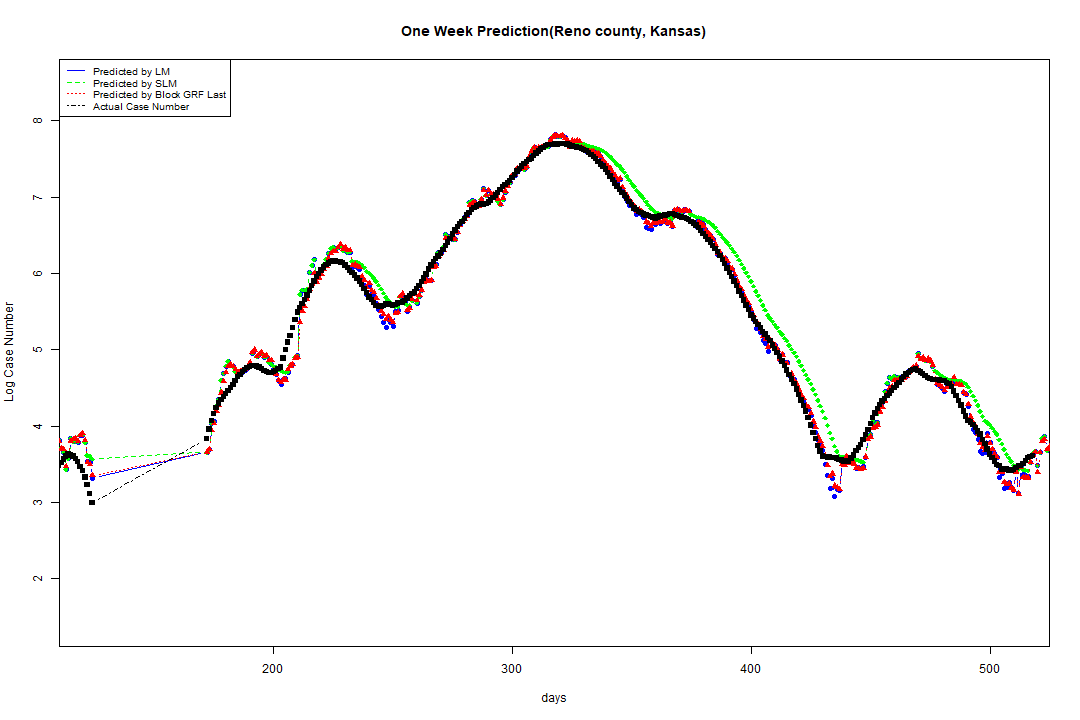 One Week Prediction(Reno county, Kansas)
Predicted by LM
Predicted by SLM
Predicted by Block GRF Last
Actual Case Number
Log Case Number
8
7
6
5
4
3
2
200 300 400 500
days